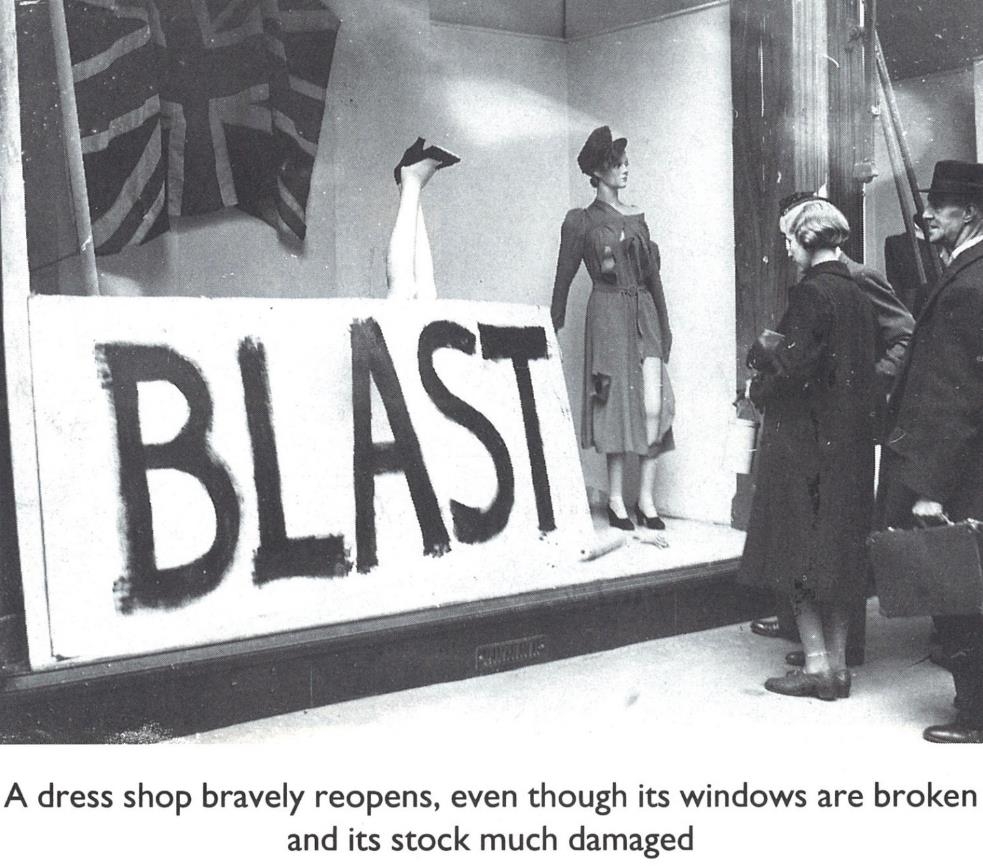 BLAST
A dress shop bravely reopens, even though its windows are broken
and its stock much damaged